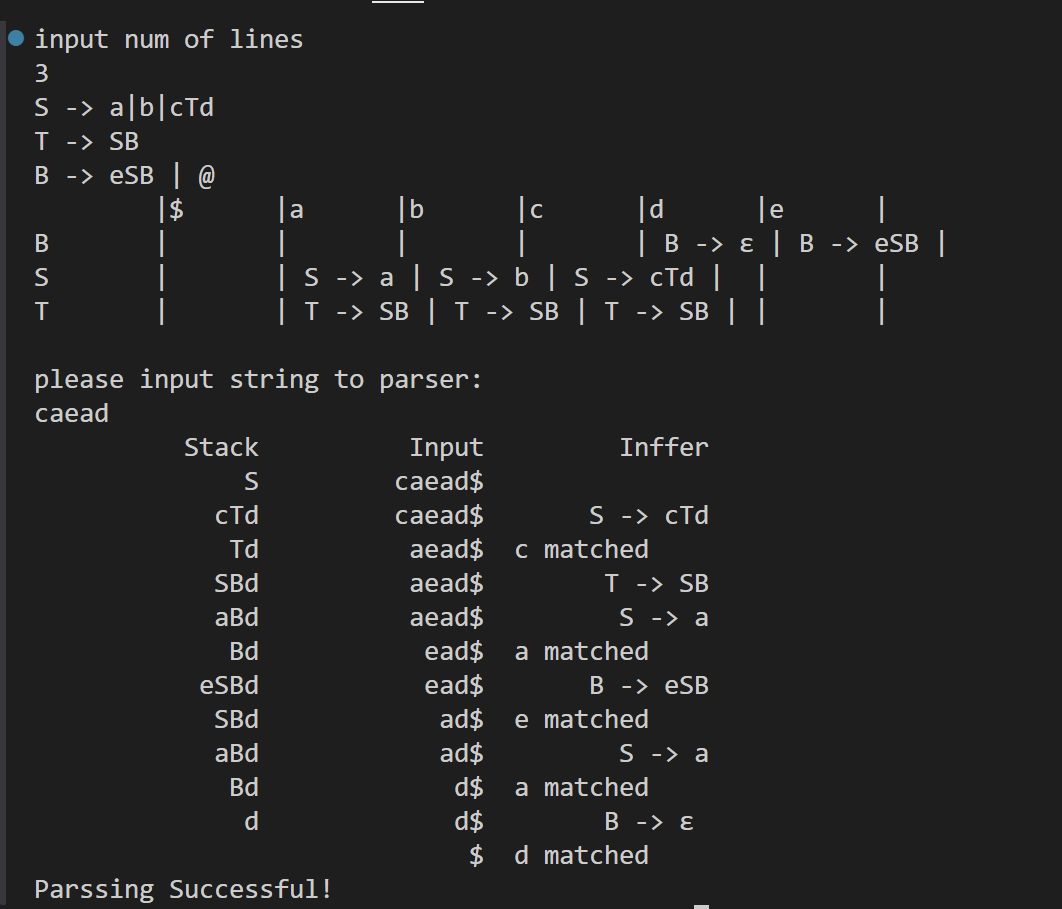 input num of lines
3
S -> a|b|cTd
T -> SB
B -> eSB | @
        |$      |a      |b      |c      |d      |e      |
B       |       |       |       |       | B -> ε | B -> eSB |
S       |       | S -> a | S -> b | S -> cTd |  |       |
T       |       | T -> SB | T -> SB | T -> SB | |       |
please input string to parser:
caead
Stack Input Inffer
S caead$
cTd caead$ S -> cTd
Td aead$ c matched
SBd aead$ T -> SB
aBd aead$ S -> a
Bd ead$ a matched
eSBd ead$ B -> eSB
SBd ad$ e matched
aBd ad$ S -> a
Bd d$ a matched
d d$ B -> ε
$ d matched
Parssing Successful!